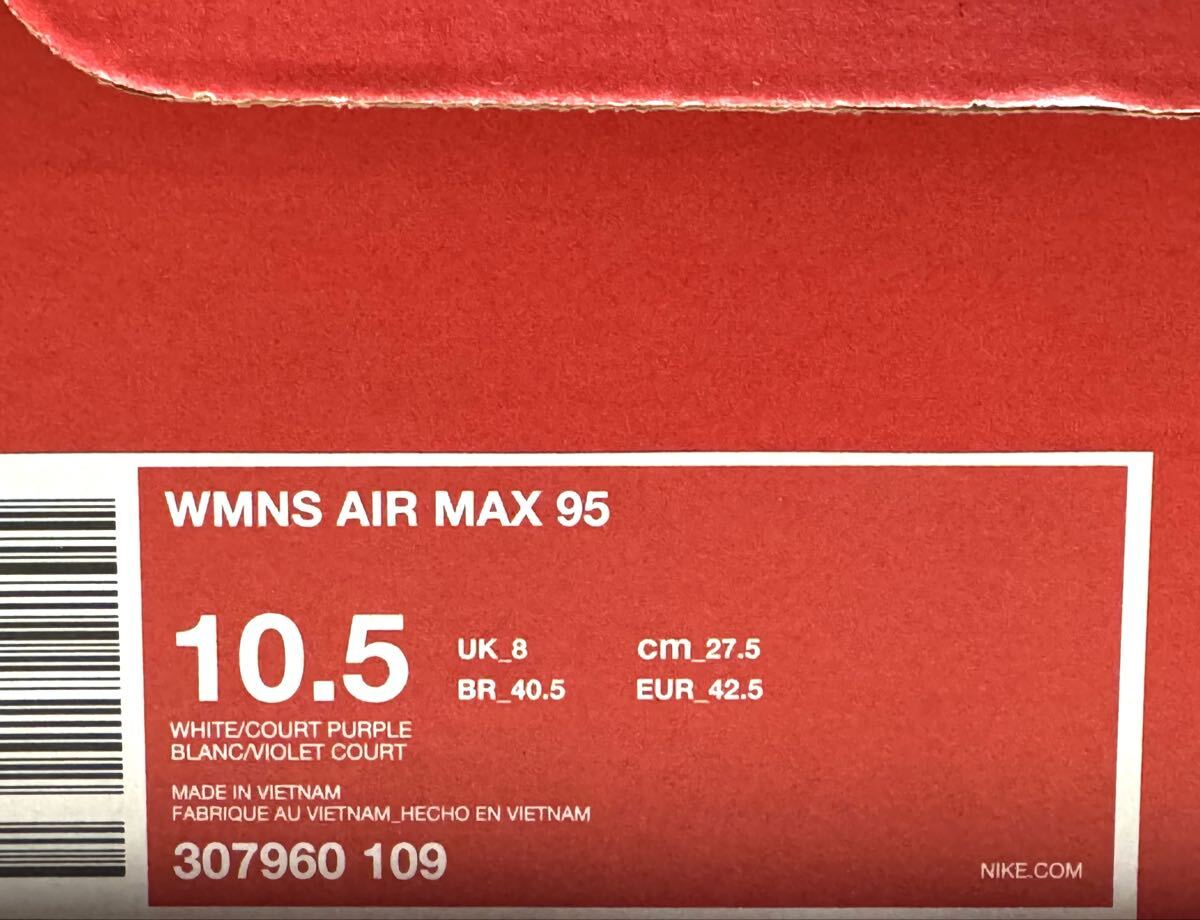 WMNS AIR MAX 95
10.5
UK_8 cm_27.5
BR_40.5 EUR_42.5
WHITE/COURT PURPLE
BLANC/VIOLET COURT
MADE IN VIETNAM
FABRIQUE AU VIETNAM_HECHO EN VIETNAM
307960 109
NIKE.COM